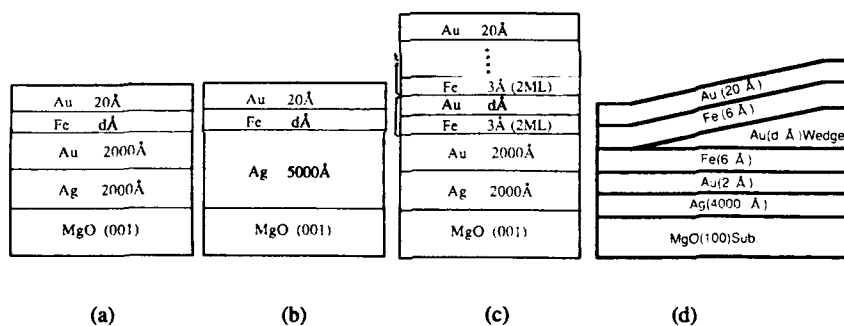 Au 20Å
Fe dÅ
Au 2000Å
Ag 2000Å
MgO (001)
(a)
Au 20Å
Fe dÅ
Ag 5000Å
MgO (001)
(b)
Au 20Å
Fe 3Å (2ML)
Au dÅ
Fe 3Å (2ML)
Au 2000Å
Ag 2000Å
MgO (001)
(c)
Au (20 Å)
Fe (6 Å)
Au(d Å)Wedge
Fe(6 Å)
Au(2 Å)
Ag(4000 Å)
MgO(100)Sub.
(d)